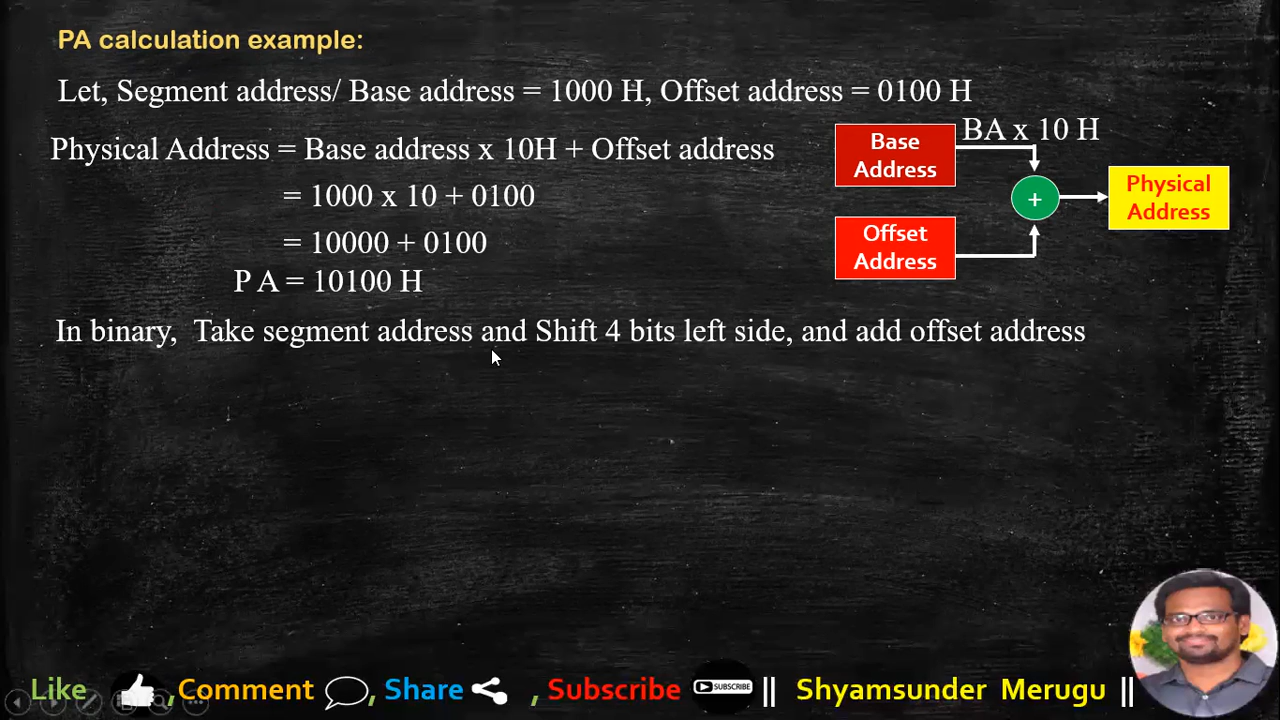 PA calculation example:
Let, Segment address/ Base address = 1000 H, Offset address = 0100 H
Physical Address = Base address x 10H + Offset address
= 1000 x 10 + 0100
= 10000 + 0100
P A = 10100 H
BA x 10 H
Base
Address
+
Physical
Address
Offset
Address
In binary, Take segment address and Shift 4 bits left side, and add offset address
Like , Comment , Share , Subscribe SUBSCRIBE || Shyamsunder Merugu ||